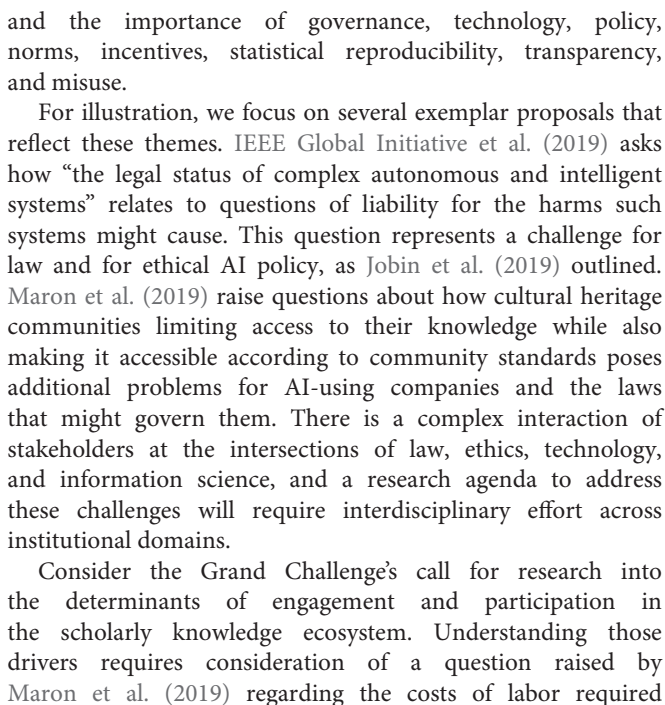 and the importance of governance, technology, policy,
norms, incentives, statistical reproducibility, transparency,
and misuse.
For illustration, we focus on several exemplar proposals that
reflect these themes. IEEE Global Initiative et al. (2019) asks
how “the legal status of complex autonomous and intelligent
systems” relates to questions of liability for the harms such
systems might cause. This question represents a challenge for
law and for ethical AI policy, as Jobin et al. (2019) outlined.
Maron et al. (2019) raise questions about how cultural heritage
communities limiting access to their knowledge while also
making it accessible according to community standards poses
additional problems for AI-using companies and the laws
that might govern them. There is a complex interaction of
stakeholders at the intersections of law, ethics, technology,
and information science, and a research agenda to address
these challenges will require interdisciplinary effort across
institutional domains.
Consider the Grand Challenge’s call for research into
the determinants of engagement and participation in
the scholarly knowledge ecosystem. Understanding those
drivers requires consideration of a question raised by
Maron et al. (2019) regarding the costs of labor required